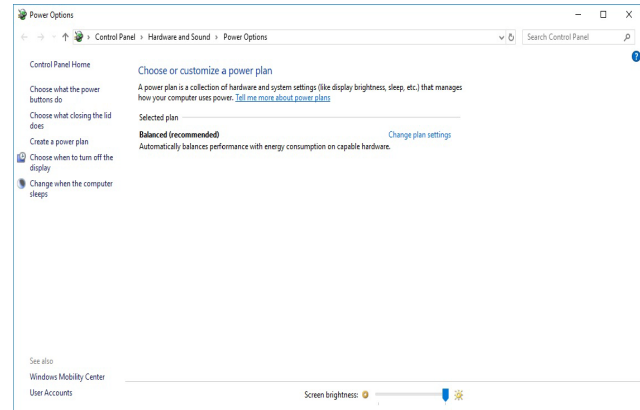 Power Options
Control Panel › Hardware and Sound › Power Options
Search Control Panel
Control Panel Home
Choose what the power
buttons do
Choose what closing the lid
does
Create a power plan
Choose when to turn off the
display
Change when the computer
sleeps
Choose or customize a power plan
A power plan is a collection of hardware and system settings (like display brightness, sleep, etc.) that manages
how your computer uses power. Tell me more about power plans
Selected plan
Balanced (recommended) Change plan settings
Automatically balances performance with energy consumption on capable hardware.
See also
Windows Mobility Center
User Accounts
Screen brightness: